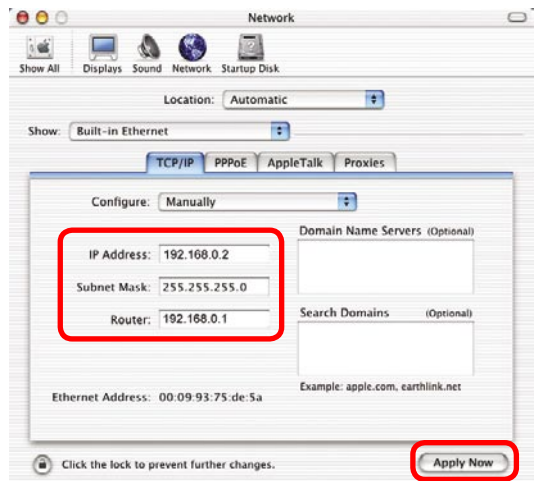 Network
Show All Displays Sound Network Startup Disk
Location: Automatic
Show: Built-in Ethernet
TCP/IP PPPoE AppleTalk Proxies
Configure: Manually
Domain Name Servers (Optional)
IP Address: 192.168.0.2
Subnet Mask: 255.255.255.0
Router: 192.168.0.1
Search Domains (Optional)
Example: apple.com, earthlink.net
Ethernet Address: 00:09:93:75:de:5a
Click the lock to prevent further changes.
Apply Now